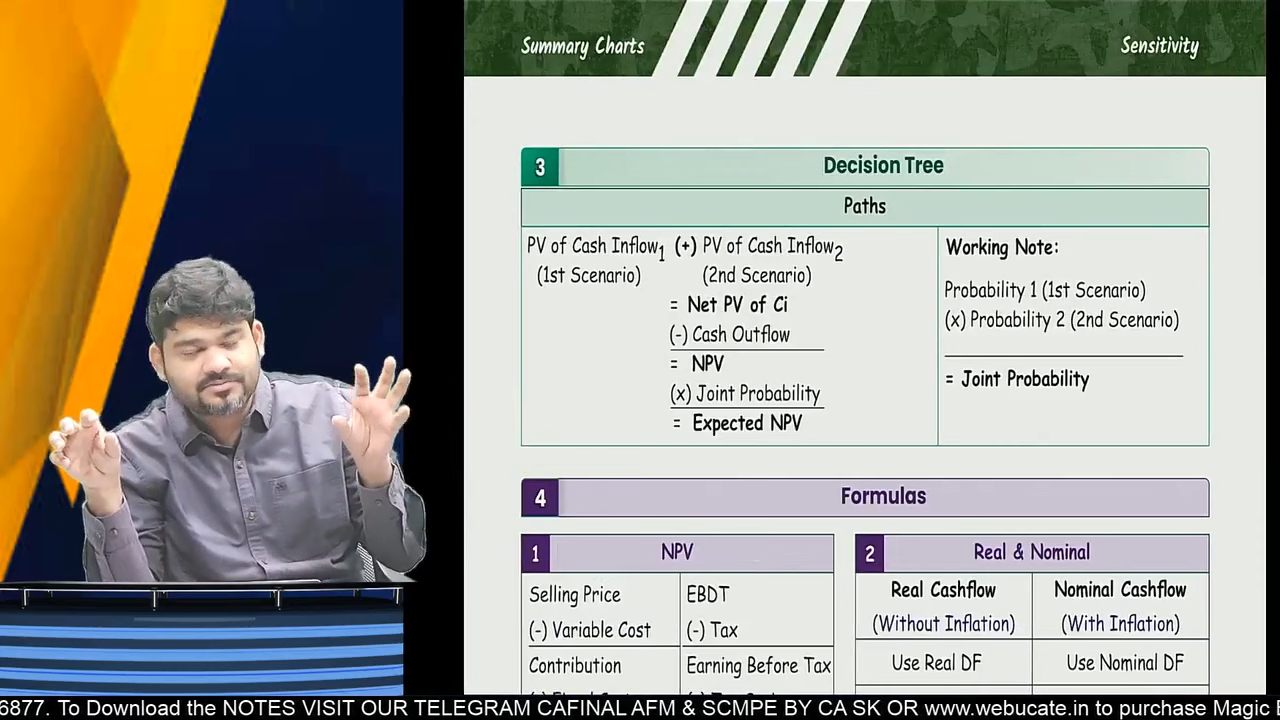 Summary Charts
Sensitivity
3 Decision Tree
Paths
PV of Cash Inflow1 (+) PV of Cash Inflow2
(1st Scenario) (2nd Scenario)
= Net PV of Ci
(-) Cash Outflow
= NPV
(x) Joint Probability
= Expected NPV
Working Note:
Probability 1 (1st Scenario)
(x) Probability 2 (2nd Scenario)
= Joint Probability
4 Formulas
1 NPV
Selling Price EBDT
(-) Variable Cost (-) Tax
Contribution Earning Before Tax
2 Real & Nominal
Real Cashflow Nominal Cashflow
(Without Inflation) (With Inflation)
Use Real DF Use Nominal DF
6877. To Download the NOTES VISIT OUR TELEGRAM CAFINAL AFM & SCMPE BY CA SK OR www.webucate.in to purchase Magic